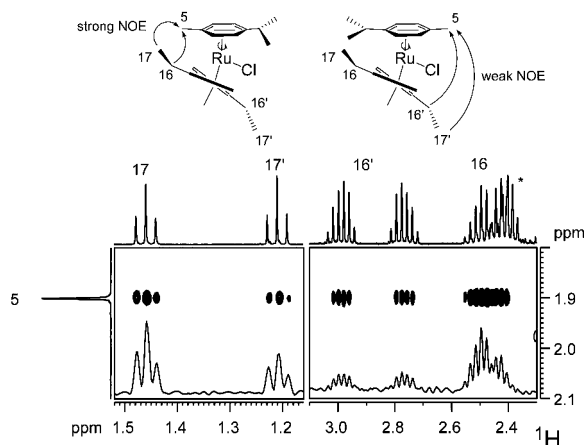 5
5
strong NOE
17
Ru
Cl
16
16'
17'
Ru
Cl
weak NOE
16'
17'
17
17'
16'
16
*
ppm
5
1.9
2.0
2.1
1.5
1.4
1.3
1.2
3.0
2.8
2.6
2.4
ppm
¹H